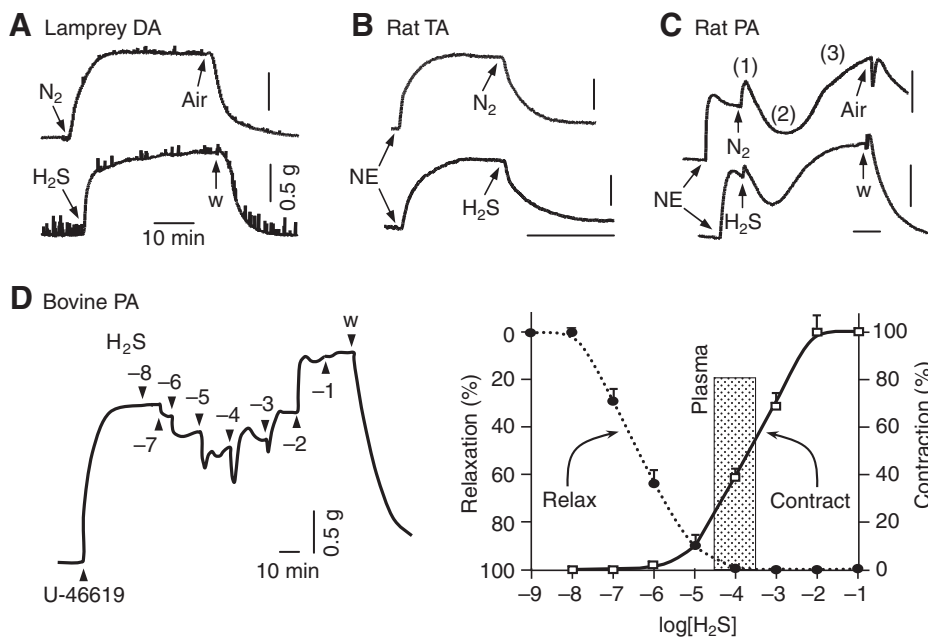 A Lamprey DA
N₂
Air
H₂S
w
0.5 g
10 min
B Rat TA
N₂
NE
H₂S
C Rat PA
(1)
(2)
(3)
Air
N₂
NE
H₂S
w
D Bovine PA
H₂S
w
–8
–6
–5
–4
–3
–1
–7
–2
0.5 g
10 min
U-46619
Relaxation (%)
0
20
40
60
80
100
Plasma
Relax
Contract
100
80
60
40
20
0
Contraction (%)
–9 –8 –7 –6 –5 –4 –3 –2 –1
log[H₂S]